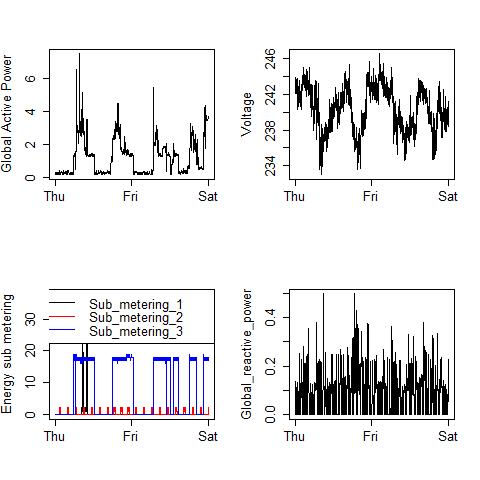 Global Active Power
0 2 4 6
Thu Fri Sat
Voltage
234 238 242 246
Thu Fri Sat
Energy sub metering
0 10 20 30
Sub_metering_1
Sub_metering_2
Sub_metering_3
Thu Fri Sat
Global_reactive_power
0.0 0.2 0.4
Thu Fri Sat